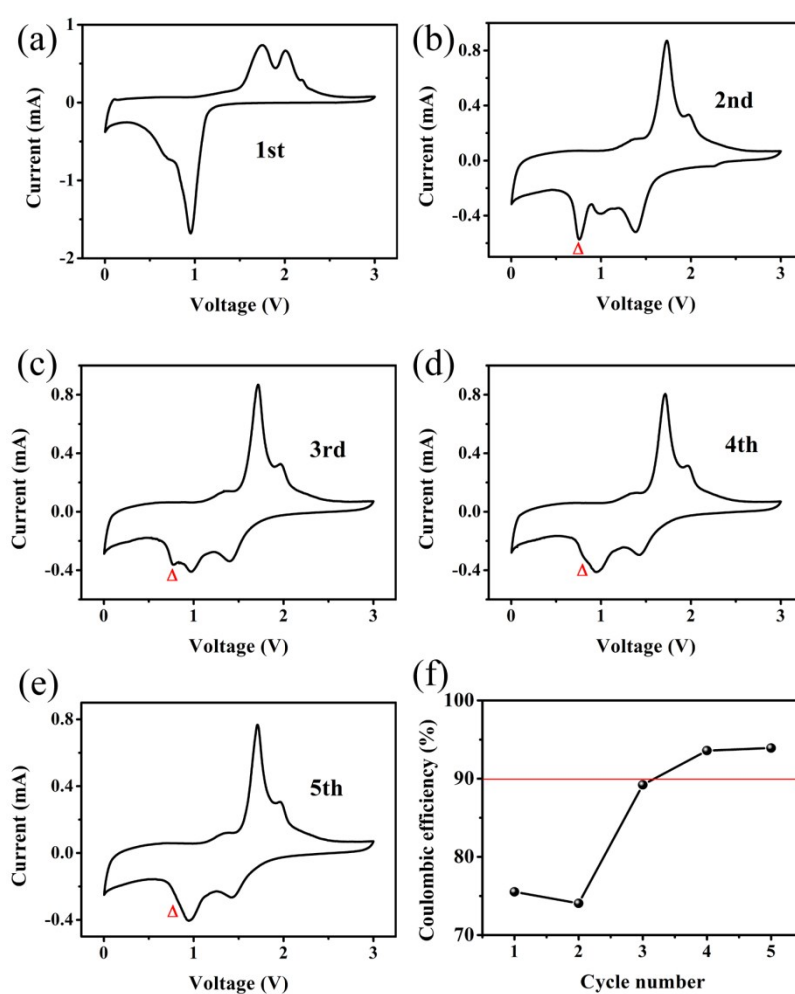 (a)
1
0
-1
-2
Current (mA)
1st
0 1 2 3
Voltage (V)
(b)
0.8
0.4
0.0
-0.4
Current (mA)
2nd
Δ
0 1 2 3
Voltage (V)
(c)
0.8
0.4
0.0
-0.4
Current (mA)
3rd
Δ
0 1 2 3
Voltage (V)
(d)
0.8
0.4
0.0
-0.4
Current (mA)
4th
Δ
0 1 2 3
Voltage (V)
(e)
0.8
0.4
0.0
-0.4
Current (mA)
5th
Δ
0 1 2 3
Voltage (V)
(f)
100
90
80
70
Coulombic efficiency (%)
1 2 3 4 5
Cycle number